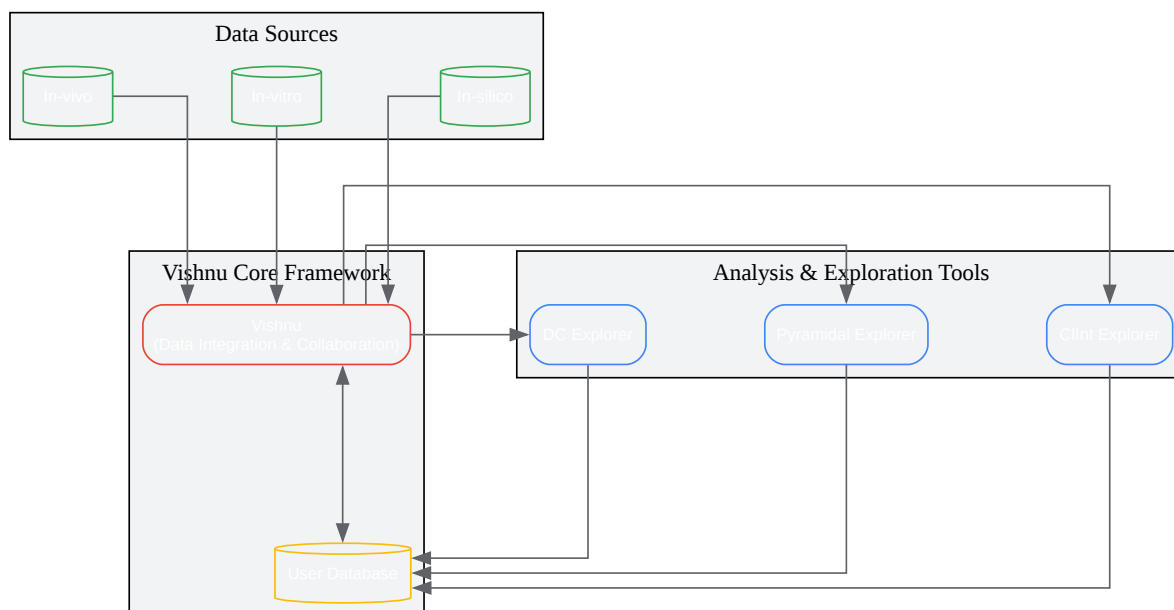 Data Sources
In-vivo
In-vitro
In-silico
Vishnu Core Framework
Analysis & Exploration Tools
Vishnu
(Data Integration & Collaboration)
DC Explorer
Pyramidal Explorer
ClInt Explorer
User Database